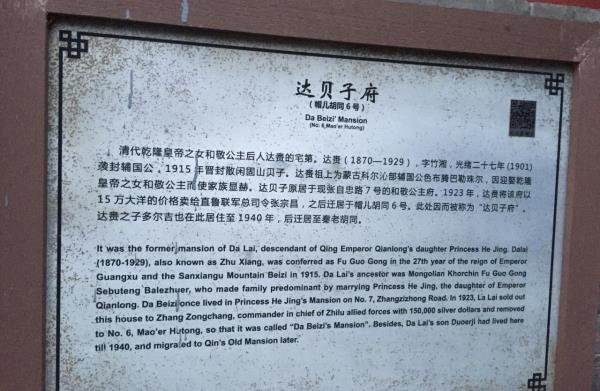 达贝子府
(帽儿胡同6号)
Da Beizi' Mansion
(No. 6, Mao'er Hutong)
清代乾隆皇帝之女和敬公主后人达赉的宅第。达赉(1870—1929),字竹湘,光绪二十七年(1901)
袭封辅国公。1915年晋封散闲固山贝子。达赉祖上为蒙古科尔沁部辅国公色布腾巴勒珠尔,因迎娶乾隆
皇帝之女和敬公主而使家族显赫。达贝子原居于现张自忠路7号的和敬公主府。1923年,达赉将该府以
15万大洋的价格卖给直鲁联军总司令张宗昌,之后迁居于帽儿胡同6号。此处因而被称为“达贝子府”。
达赉之子多尔吉也在此居住至1940年,后迁居至秦老胡同。
It was the former mansion of Da Lai, descendant of Qing Emperor Qianlong's daughter Princess He Jing. Dalai
(1870-1929), also known as Zhu Xiang, was conferred as Fu Guo Gong in the 27th year of the reign of Emperor
Guangxu and the Sanxiangu Mountain Beizi in 1915. Da Lai's ancestor was Mongolian Khorchin Fu Guo Gong
Sebuteng Balezhuer, who made family predominant by marrying Princess He Jing, the daughter of Emperor
Qianlong. Da Beizi once lived in Princess He Jing's Mansion on No. 7, Zhangzizhong Road. In 1923, La Lai sold out
this house to Zhang Zongchang, commander in chief of Zhilu allied forces with 150,000 silver dollars and removed
to No. 6, Mao'er Hutong, so that it was called "Da Beizi's Mansion". Besides, Da Lai's son Duoerji had lived here
till 1940, and migrated to Qin's Old Mansion later.